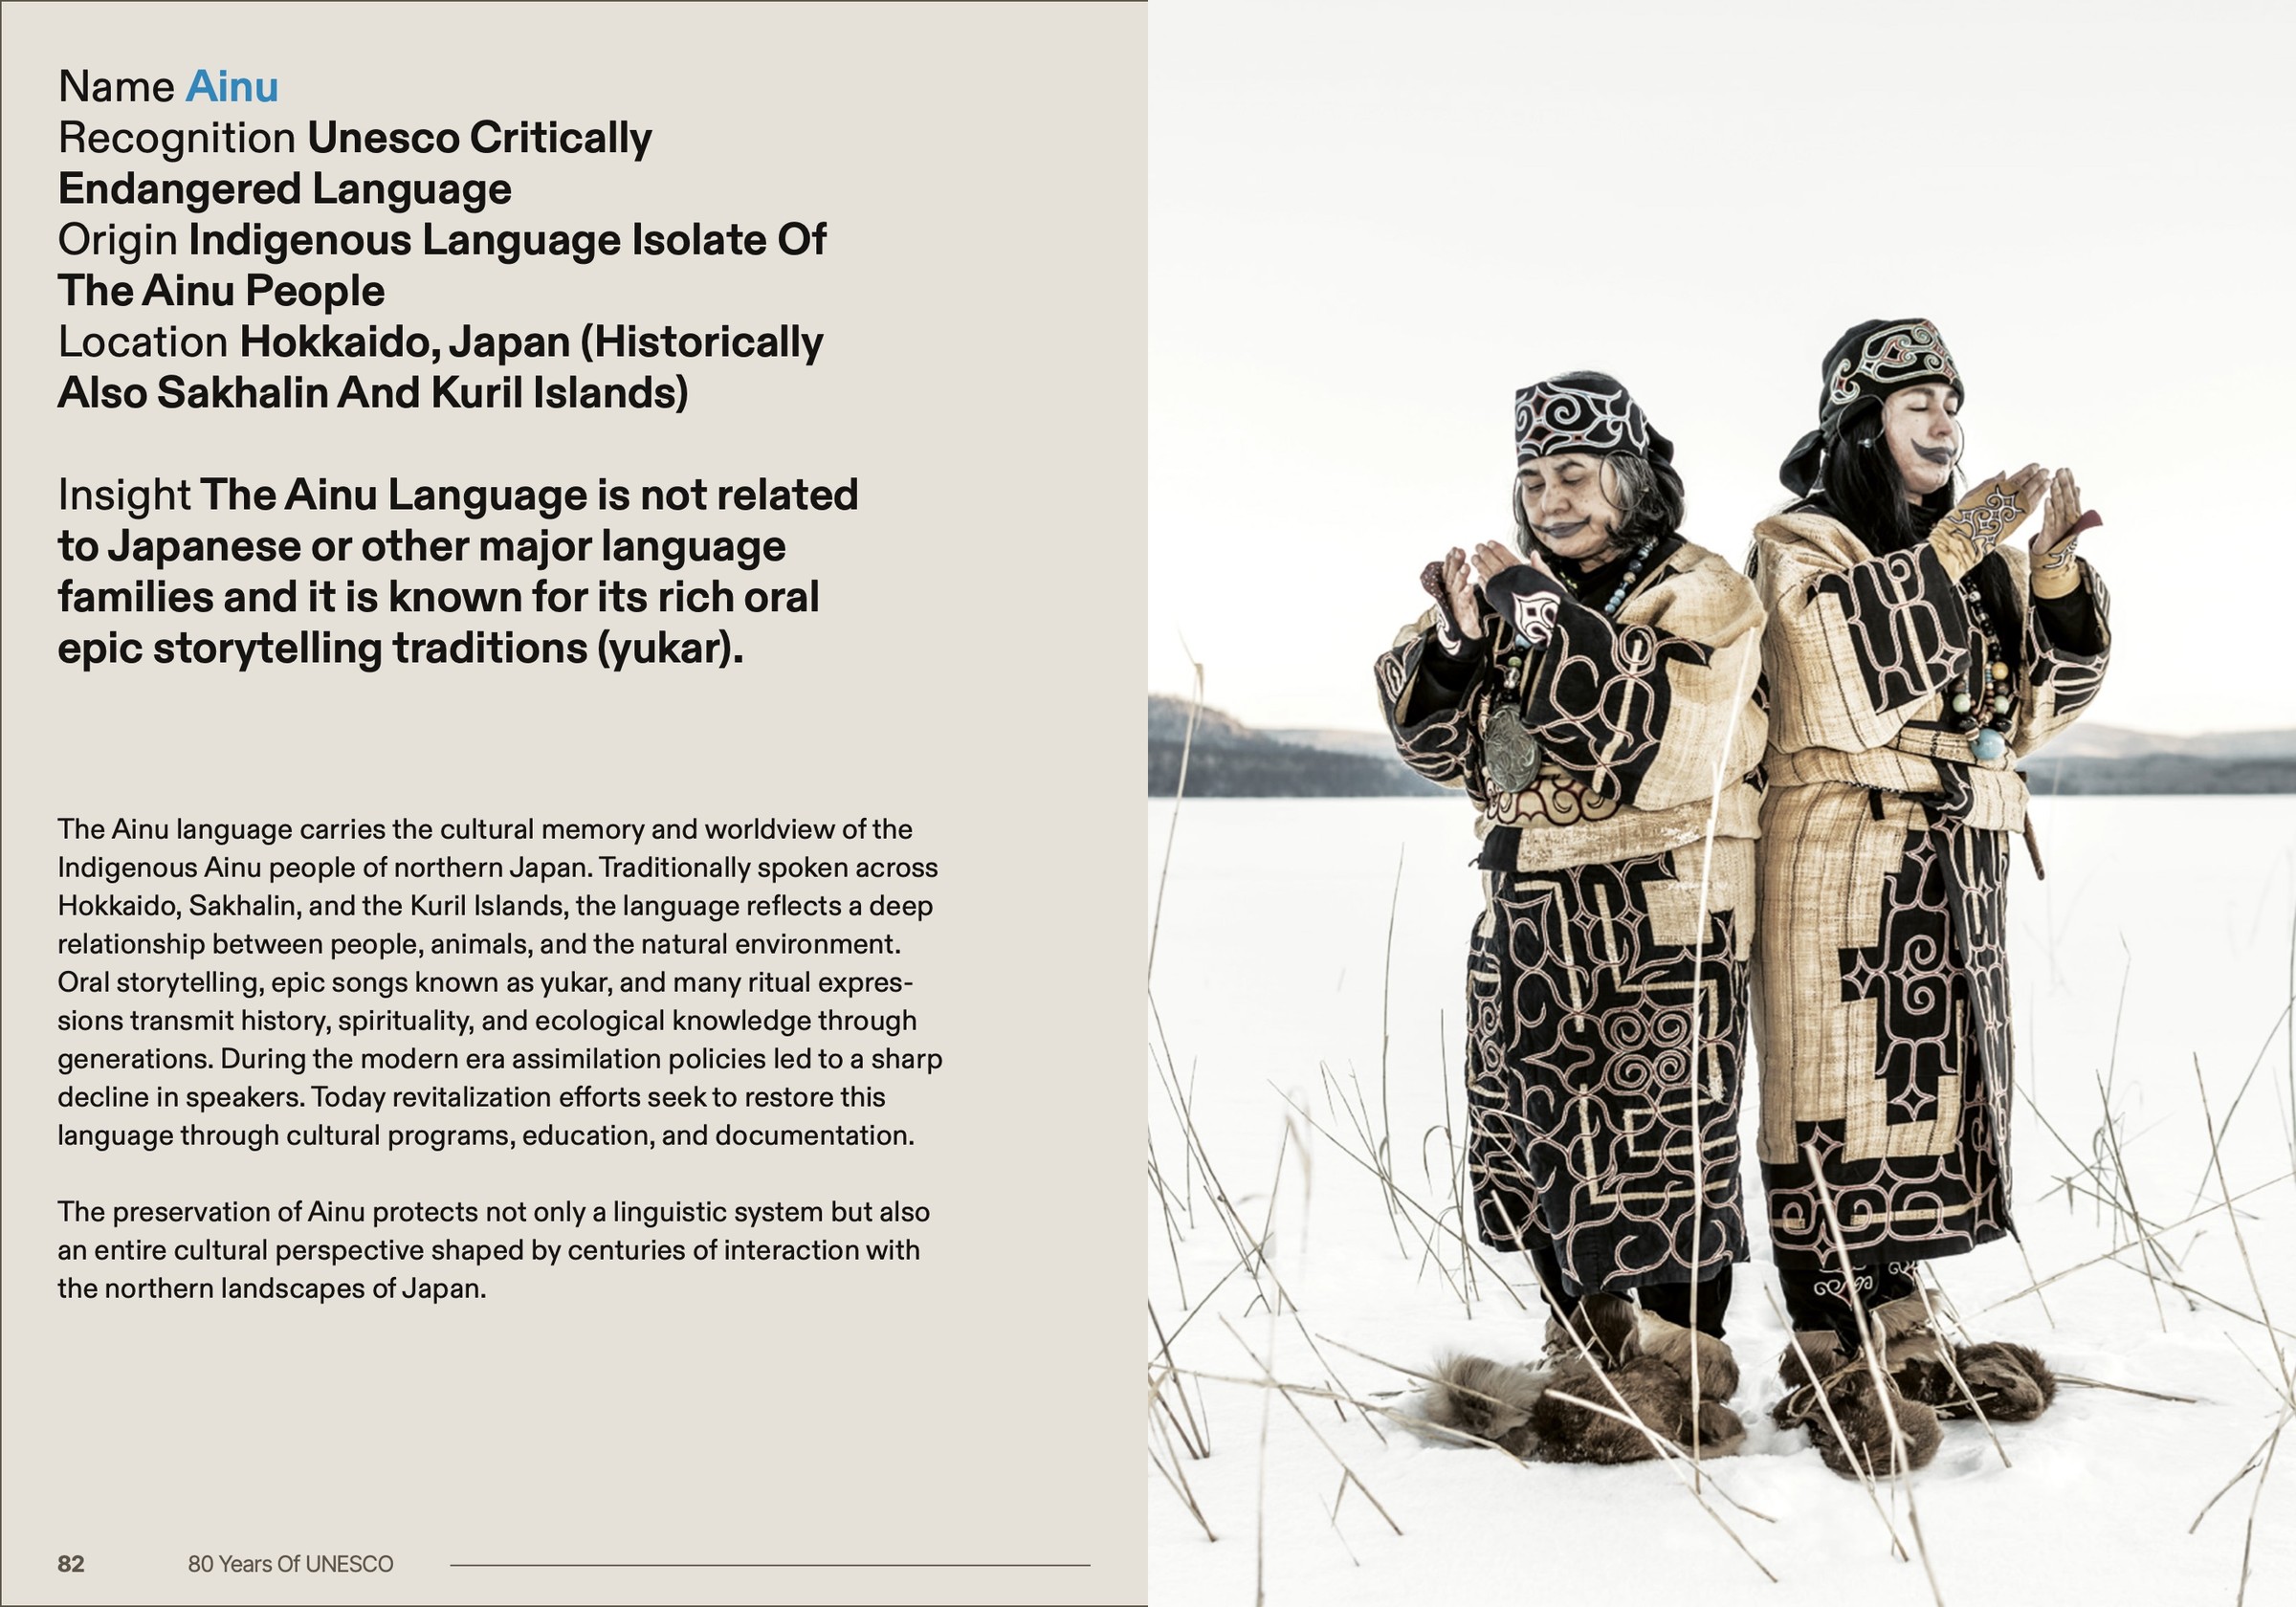 Name Ainu
Recognition Unesco Critically
Endangered Language
Origin Indigenous Language Isolate Of
The Ainu People
Location Hokkaido, Japan (Historically
Also Sakhalin And Kuril Islands)
Insight The Ainu Language is not related
to Japanese or other major language
families and it is known for its rich oral
epic storytelling traditions (yukar).
The Ainu language carries the cultural memory and worldview of the
Indigenous Ainu people of northern Japan. Traditionally spoken across
Hokkaido, Sakhalin, and the Kuril Islands, the language reflects a deep
relationship between people, animals, and the natural environment.
Oral storytelling, epic songs known as yukar, and many ritual expres-
sions transmit history, spirituality, and ecological knowledge through
generations. During the modern era assimilation policies led to a sharp
decline in speakers. Today revitalization efforts seek to restore this
language through cultural programs, education, and documentation.
The preservation of Ainu protects not only a linguistic system but also
an entire cultural perspective shaped by centuries of interaction with
the northern landscapes of Japan.
82 80 Years Of UNESCO